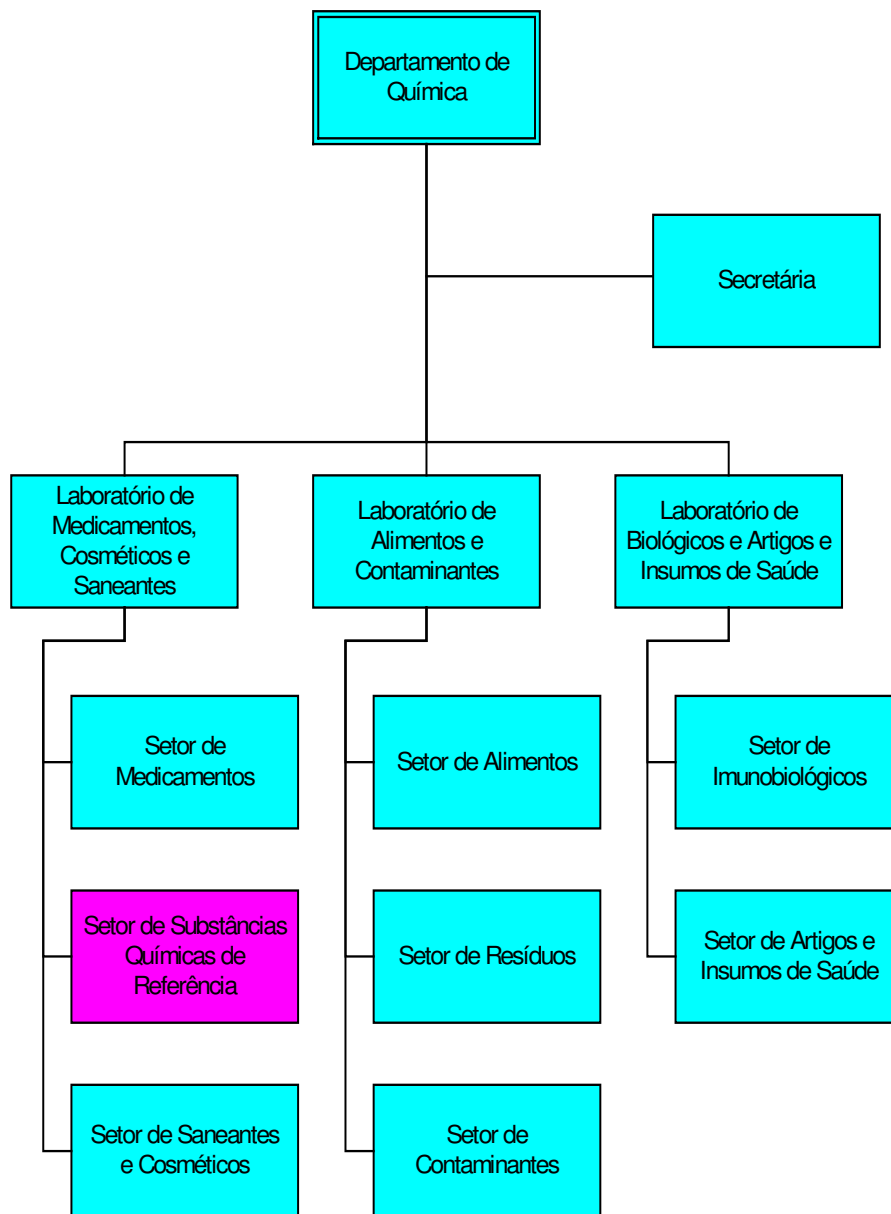 Departamento de
Química
Secretária
Laboratório de
Medicamentos,
Cosméticos e
Saneantes
Laboratório de
Alimentos e
Contaminantes
Laboratório de
Biológicos e Artigos e
Insumos de Saúde
Setor de
Medicamentos
Setor de Alimentos
Setor de
Imunobiológicos
Setor de Substâncias
Químicas de
Referência
Setor de Resíduos
Setor de Artigos e
Insumos de Saúde
Setor de Saneantes
e Cosméticos
Setor de
Contaminantes